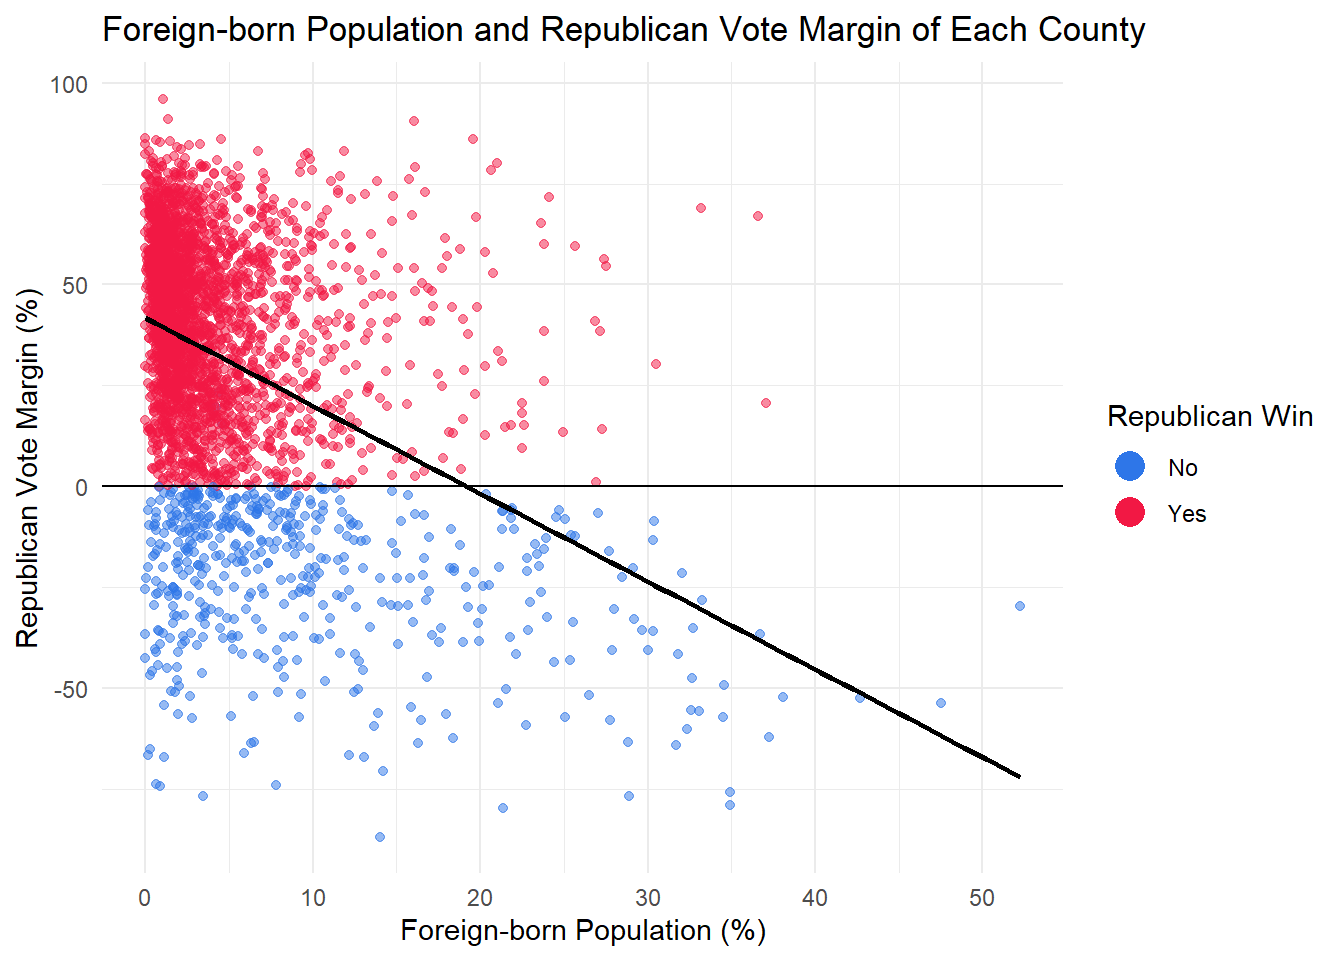 Foreign-born Population and Republican Vote Margin of Each County
100
50
0
-50
Republican Vote Margin (%)
0 10 20 30 40 50
Foreign-born Population (%)
Republican Win
No
Yes